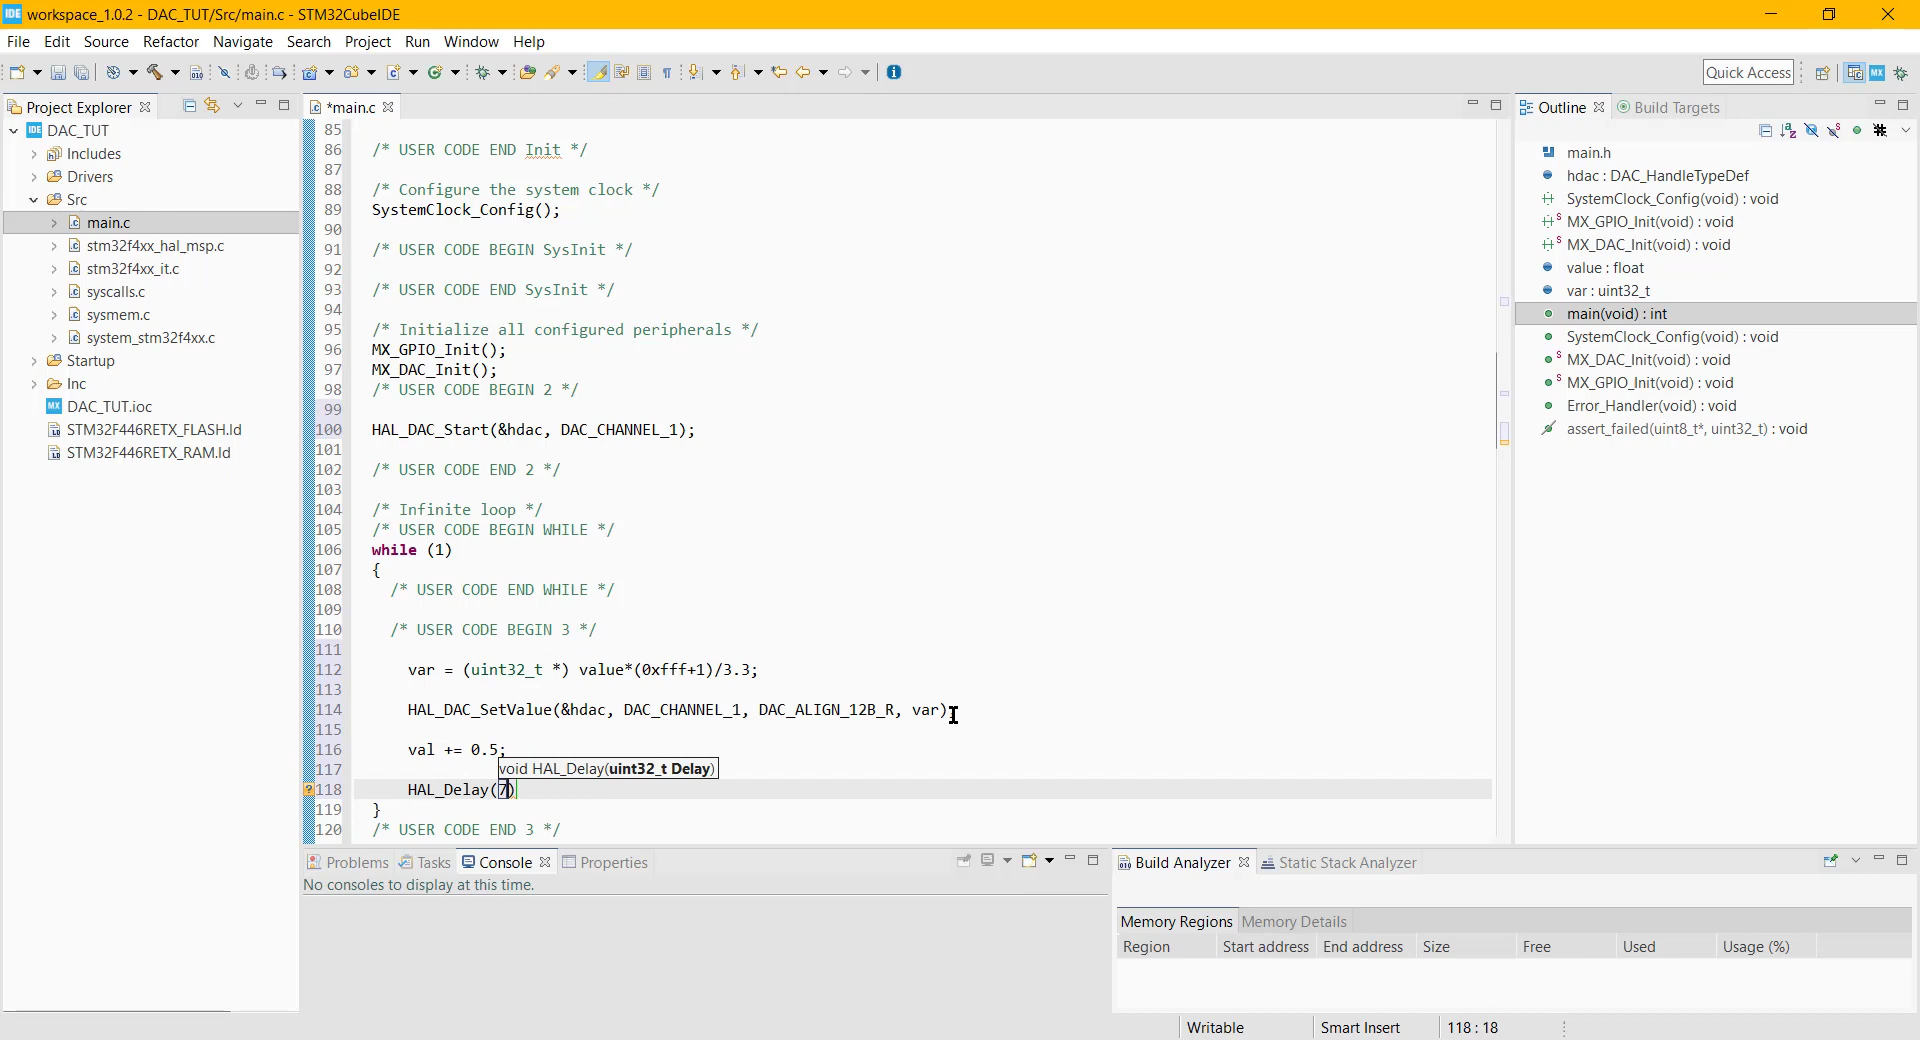 IDE workspace_1.0.2 - DAC_TUT/Src/main.c - STM32CubeIDE
File Edit Source Refactor Navigate Search Project Run Window Help
Quick Access
Project Explorer
*main.c
Outline Build Targets
DAC_TUT
Includes
Drivers
Src
main.c
stm32f4xx_hal_msp.c
stm32f4xx_it.c
syscalls.c
sysmem.c
system_stm32f4xx.c
Startup
Inc
DAC_TUT.ioc
STM32F446RETX_FLASH.ld
STM32F446RETX_RAM.ld
85
86 /* USER CODE END Init */
87
88 /* Configure the system clock */
89 SystemClock_Config();
90
91 /* USER CODE BEGIN SysInit */
92
93 /* USER CODE END SysInit */
94
95 /* Initialize all configured peripherals */
96 MX_GPIO_Init();
97 MX_DAC_Init();
98 /* USER CODE BEGIN 2 */
99
100 HAL_DAC_Start(&hdac, DAC_CHANNEL_1);
101
102 /* USER CODE END 2 */
103
104 /* Infinite loop */
105 /* USER CODE BEGIN WHILE */
106 while (1)
107 {
108 /* USER CODE END WHILE */
109
110 /* USER CODE BEGIN 3 */
111
112 var = (uint32_t *) value*(0xfff+1)/3.3;
113
114 HAL_DAC_SetValue(&hdac, DAC_CHANNEL_1, DAC_ALIGN_12B_R, var)
115
116 val += 0.5;
117 void HAL_Delay(uint32_t Delay)
118 HAL_Delay(7)
119 }
120 /* USER CODE END 3 */
main.h
hdac : DAC_HandleTypeDef
SystemClock_Config(void) : void
MX_GPIO_Init(void) : void
MX_DAC_Init(void) : void
value : float
var : uint32_t
main(void) : int
SystemClock_Config(void) : void
MX_DAC_Init(void) : void
MX_GPIO_Init(void) : void
Error_Handler(void) : void
assert_failed(uint8_t*, uint32_t) : void
Problems Tasks Console Properties
No consoles to display at this time.
Build Analyzer Static Stack Analyzer
Memory Regions Memory Details
Region Start address End address Size Free Used Usage (%)
Writable Smart Insert 118 : 18